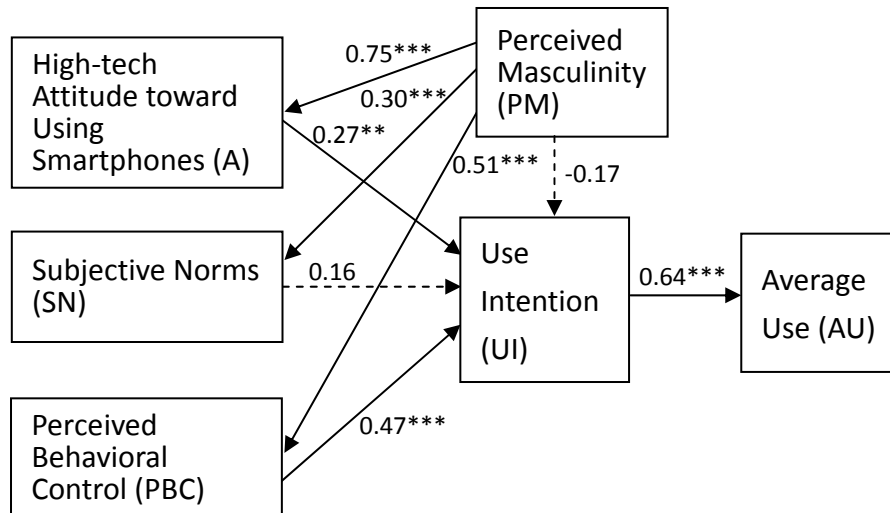 High-tech
Attitude toward
Using
Smartphones (A)
0.75***
0.30***
0.27**
Perceived
Masculinity
(PM)
0.51***
-0.17
Subjective Norms
(SN)
0.16
Use
Intention
(UI)
0.64***
Average
Use (AU)
Perceived
Behavioral
Control (PBC)
0.47***